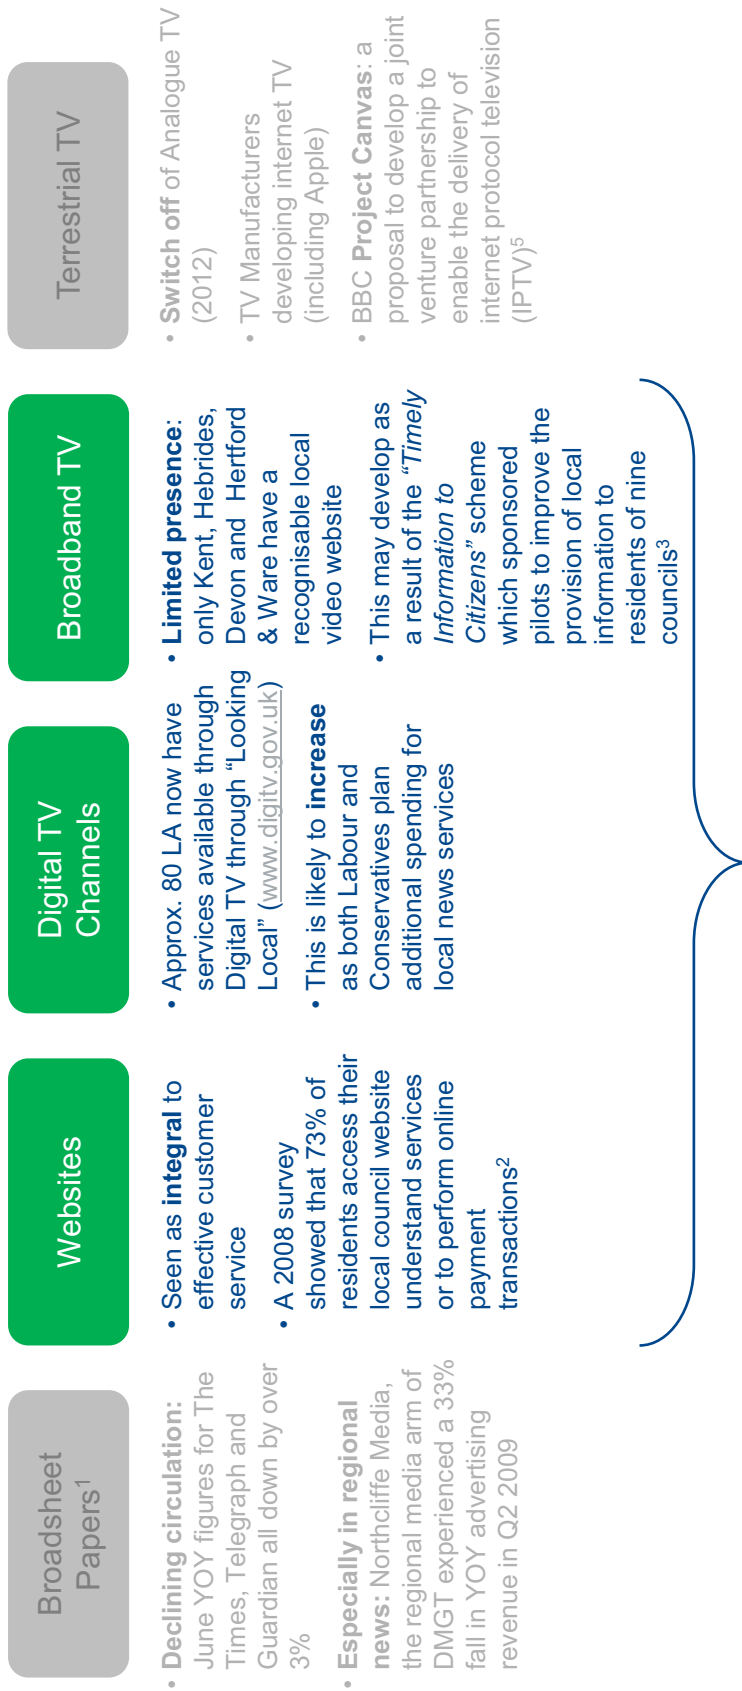 Broadsheet
Papers1
• Declining circulation:
June YOY figures for The
Times, Telegraph and
Guardian all down by over
3%
• Especially in regional
news: Northcliffe Media,
the regional media arm of
DMGT experienced a 33%
fall in YOY advertising
revenue in Q2 2009
Websites
• Seen as integral to
effective customer
service
• A 2008 survey
showed that 73% of
residents access their
local council website
understand services
or to perform online
payment
transactions2
Digital TV
Channels
• Approx. 80 LA now have
services available through
Digital TV through “Looking
Local” (www.digitv.gov.uk)
• This is likely to increase
as both Labour and
Conservatives plan
additional spending for
local news services
Broadband TV
• Limited presence:
only Kent, Hebrides,
Devon and Hertford
& Ware have a
recognisable local
video website
• This may develop as
a result of the “Timely
Information to
Citizens” scheme
which sponsored
pilots to improve the
provision of local
information to
residents of nine
councils3
Terrestrial TV
• Switch off of Analogue TV
(2012)
• TV Manufacturers
developing internet TV
(including Apple)
• BBC Project Canvas: a
proposal to develop a joint
venture partnership to
enable the delivery of
internet protocol television
(IPTV)5